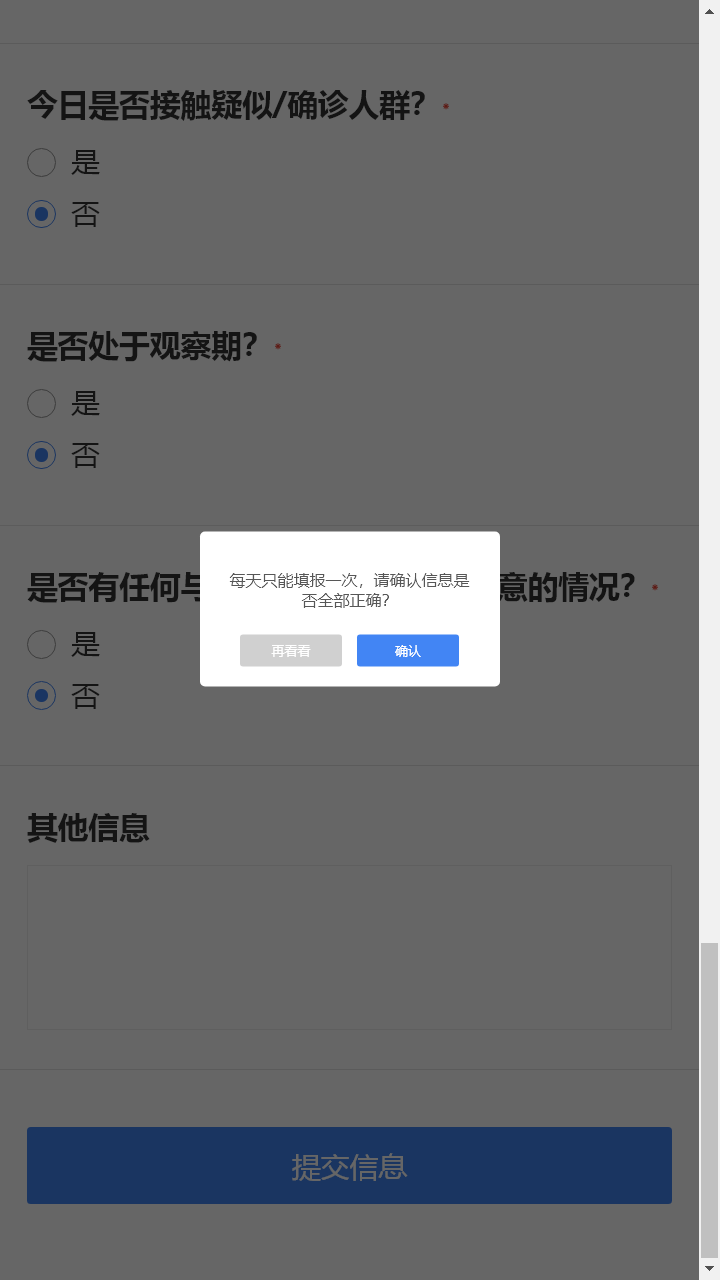 今日是否接触疑似/确诊人群?
是
否
是否处于观察期?
是
否
是否有任何与 意的情况?
是
否
每天只能填报一次，请确认信息是
否全部正确?
再看看
确认
其他信息
提交信息